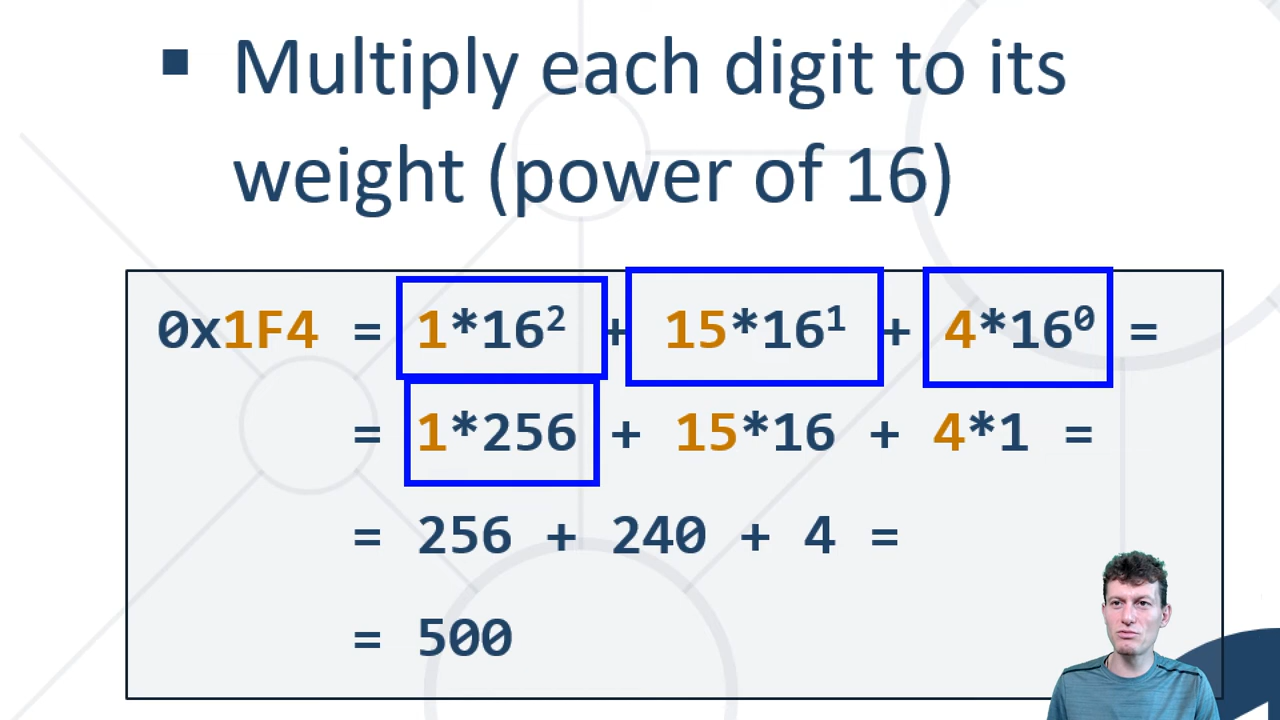 ▪ Multiply each digit to its
weight (power of 16)
0x1F4 = 1*16² + 15*16¹ + 4*16⁰ =
= 1*256 + 15*16 + 4*1 =
= 256 + 240 + 4 =
= 500